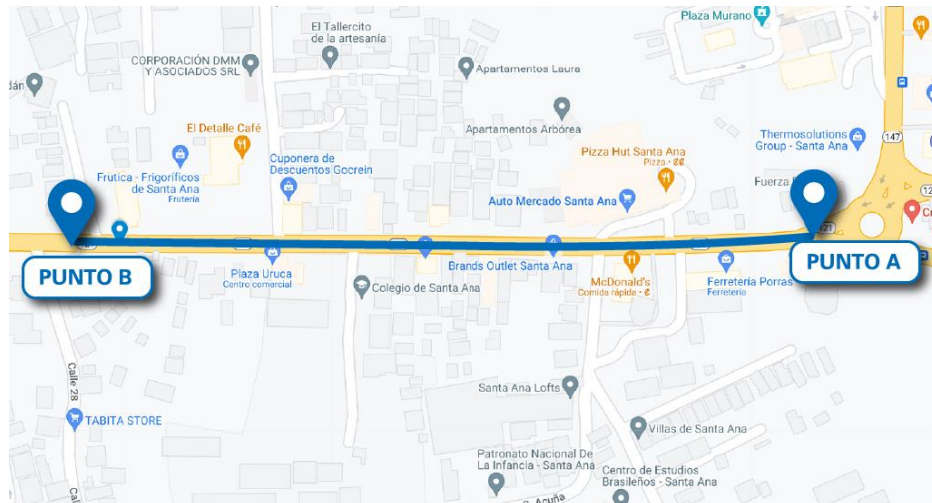 Plaza Murano
El Tallercito
de la artesanía
CORPORACIÓN DMM
Y ASOCIADOS SRL
Apartamentos Laura
dán
El Detalle Café
Apartamentos Arbórea
147
Thermosolutions
Group - Santa Ana
Pizza Hut Santa Ana
Pizza · ₡₡
Cuponera de
Descuentos Gocrein
Frutica - Frigoríficos
de Santa Ana
Frutería
Fuerza
Auto Mercado Santa Ana
121
PUNTO B
PUNTO A
Plaza Uruca
Centro comercial
Brands Outlet Santa Ana
McDonald's
Comida rápida · ₡
Ferretería Porras
Ferretería
Colegio de Santa Ana
Calle 28
Santa Ana Lofts
TABITA STORE
Villas de Santa Ana
Patronato Nacional De
La Infancia - Santa Ana
Centro de Estudios
Brasileños - Santa Ana
Acuña